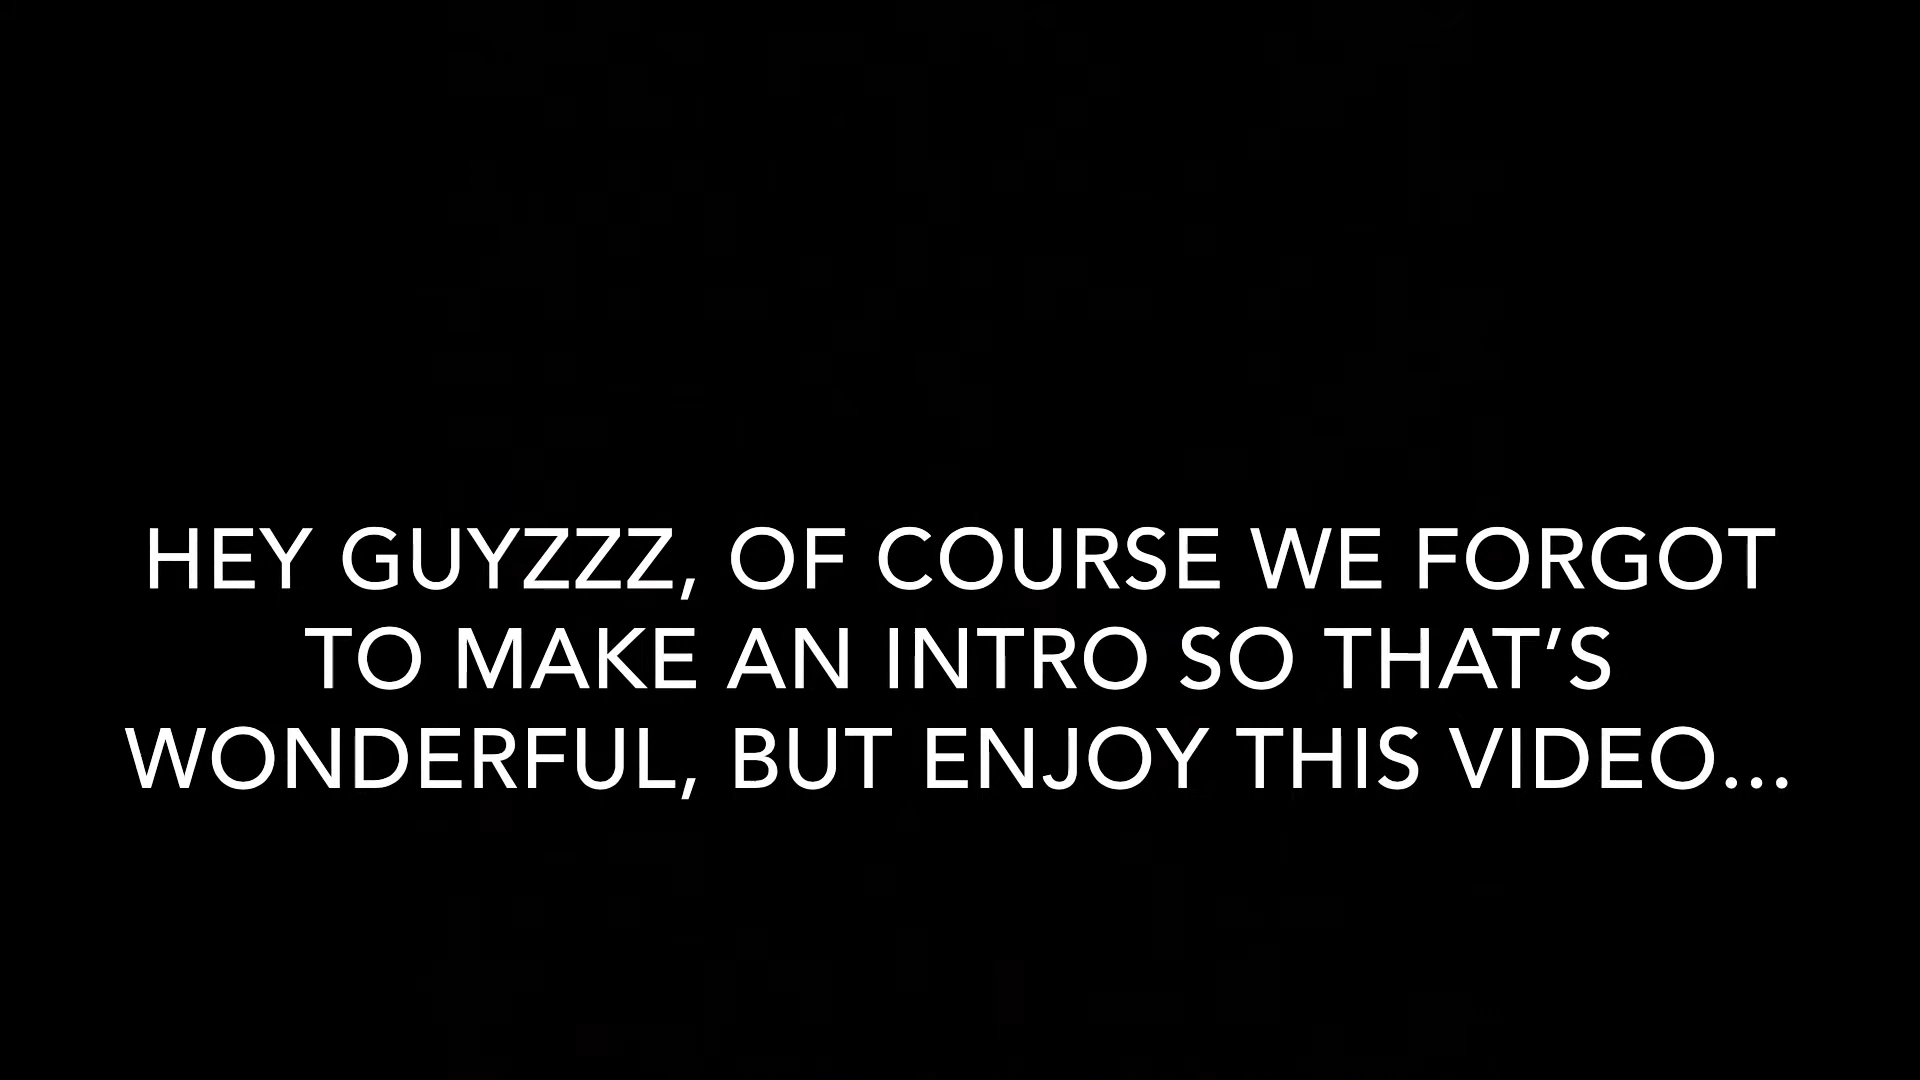 HEY GUYZZZ, OF COURSE WE FORGOT
TO MAKE AN INTRO SO THAT’S
WONDERFUL, BUT ENJOY THIS VIDEO...